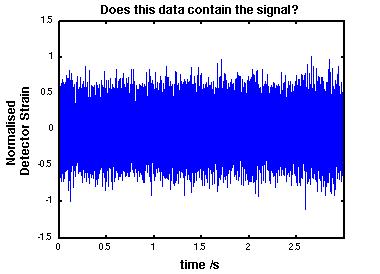 Does this data contain the signal?
1.5
1
0.5
0
-0.5
-1
-1.5
Normalised
Detector Strain
0 0.5 1 1.5 2 2.5
time /s